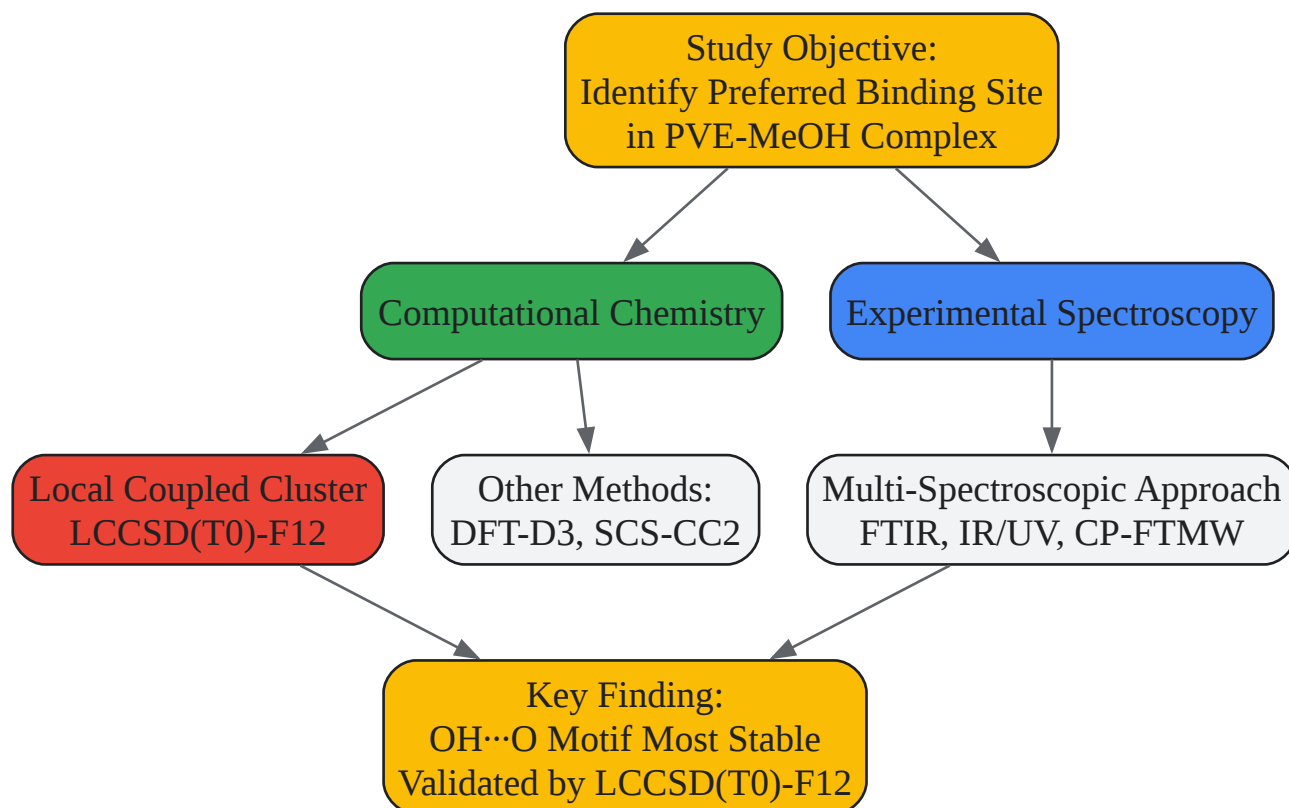 Study Objective:
Identify Preferred Binding Site
in PVE-MeOH Complex
Computational Chemistry
Experimental Spectroscopy
Local Coupled Cluster
LCCSD(T0)-F12
Other Methods:
DFT-D3, SCS-CC2
Multi-Spectroscopic Approach
FTIR, IR/UV, CP-FTMW
Key Finding:
OH···O Motif Most Stable
Validated by LCCSD(T0)-F12